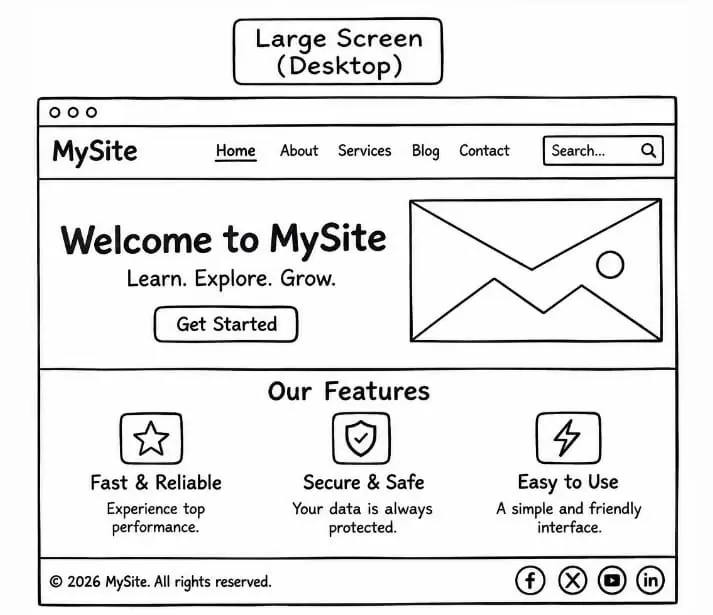 Large Screen
(Desktop)
MySite
Home About Services Blog Contact Search...
Welcome to MySite
Learn. Explore. Grow.
Get Started
Our Features
Fast & Reliable Secure & Safe Easy to Use
Experience top Your data is always A simple and friendly
performance. protected. interface.
© 2026 MySite. All rights reserved. f X in